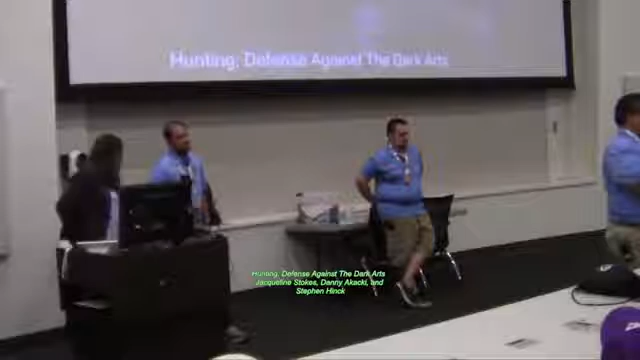 Hunting, Defense Against The Dark Arts
Hunting, Defense Against The Dark Arts
Jacqueline Stokes, Danny Akacki, and
Stephen Hinck